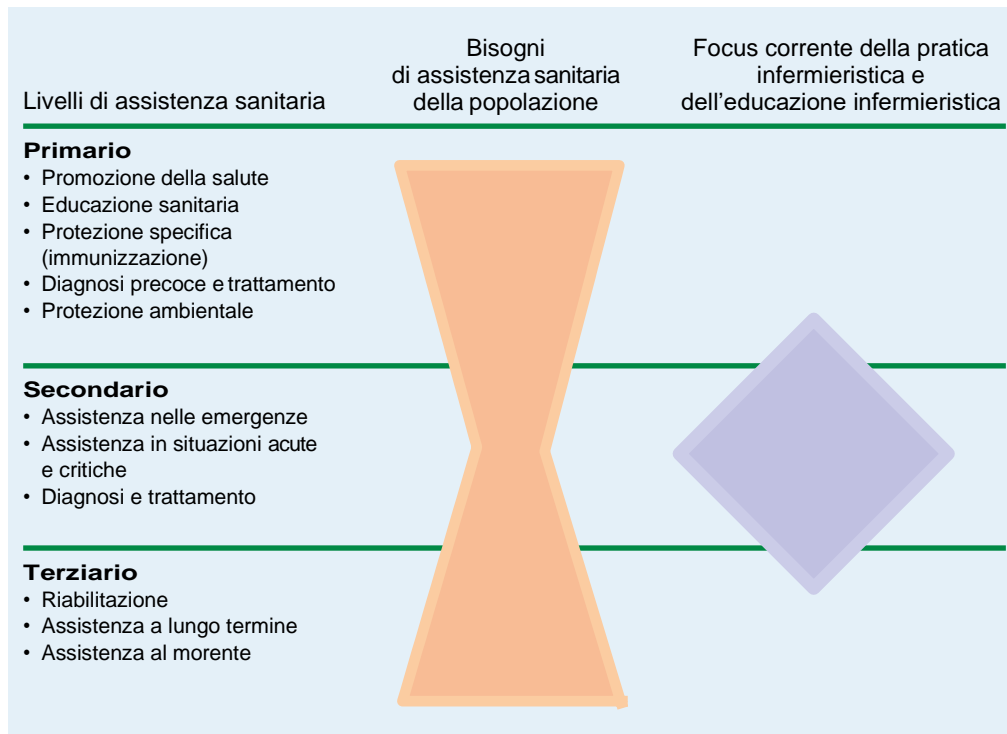 Livelli di assistenza sanitaria
Bisogni
di assistenza sanitaria
della popolazione
Focus corrente della pratica
infermieristica e
dell'educazione infermieristica
Primario
• Promozione della salute
• Educazione sanitaria
• Protezione specifica
(immunizzazione)
• Diagnosi precoce e trattamento
• Protezione ambientale
Secondario
• Assistenza nelle emergenze
• Assistenza in situazioni acute
e critiche
• Diagnosi e trattamento
Terziario
• Riabilitazione
• Assistenza a lungo termine
• Assistenza al morente